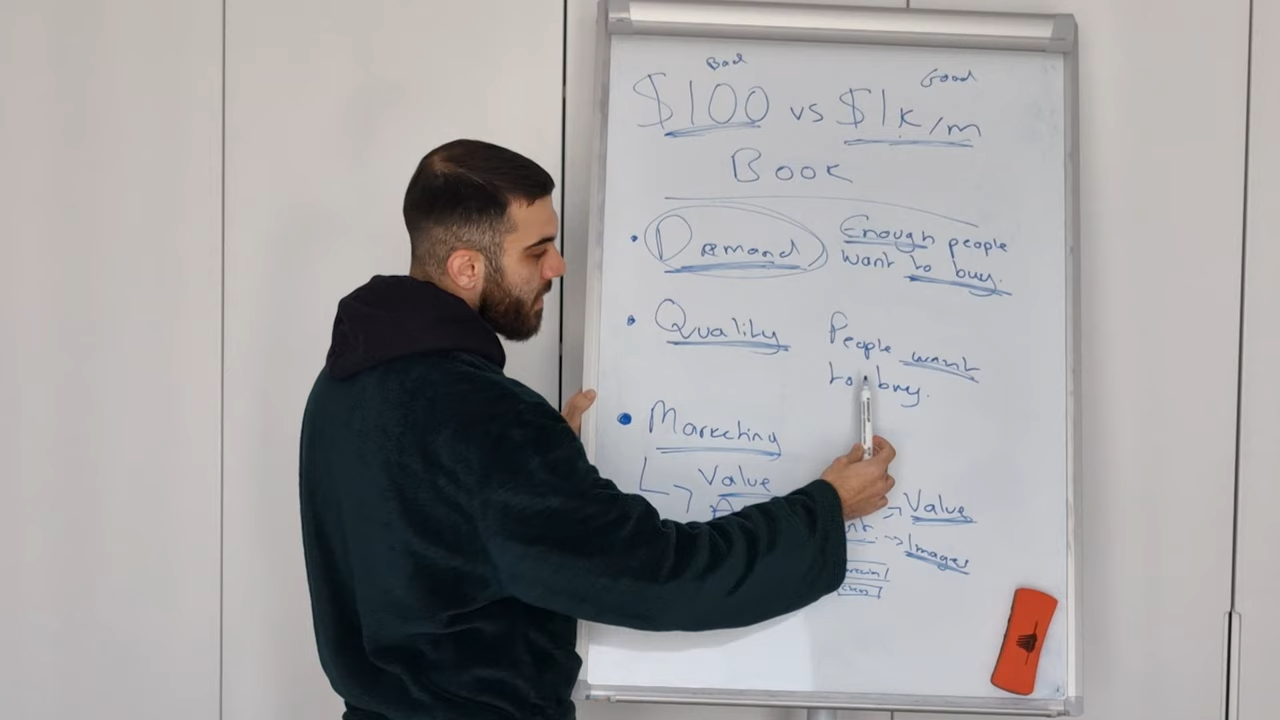 Bad
Good
$100 vs $1k/m
Book
Demand
Enough people
want to buy.
Quality
People want
to buy.
Marketing
Value
Value
Images